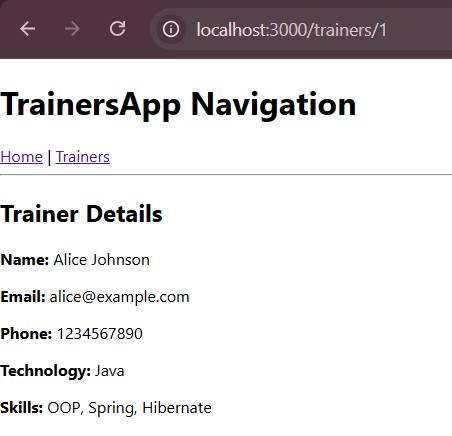 localhost:3000/trainers/1
TrainersApp Navigation
Home | Trainers
Trainer Details
Name: Alice Johnson
Email: alice@example.com
Phone: 1234567890
Technology: Java
Skills: OOP, Spring, Hibernate